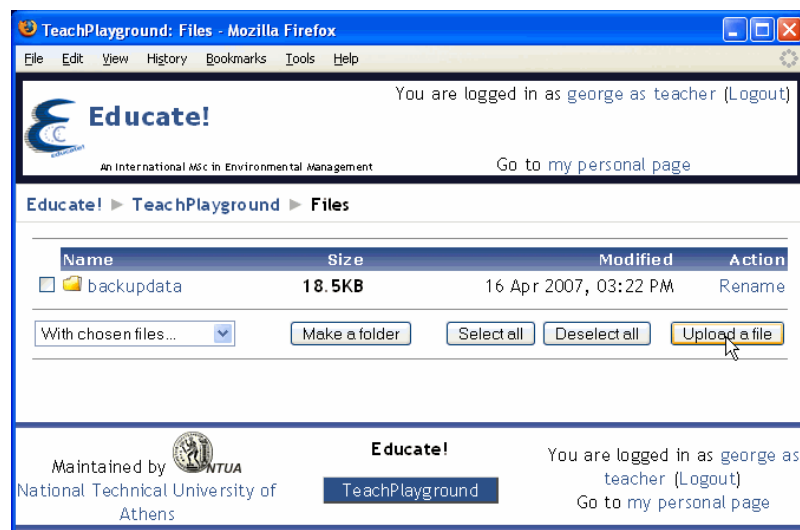 TeachPlayground: Files - Mozilla Firefox
File Edit View History Bookmarks Tools Help
You are logged in as george as teacher (Logout)
Educate!
educate!
An International MSc in Environmental Management
Go to my personal page
Educate! ► TeachPlayground ► Files
Name Size Modified Action
backupdata 18.5KB 16 Apr 2007, 03:22 PM Rename
With chosen files... Make a folder Select all Deselect all Upload a file
Maintained by NTUA
National Technical University of
Athens
Educate!
TeachPlayground
You are logged in as george as
teacher (Logout)
Go to my personal page